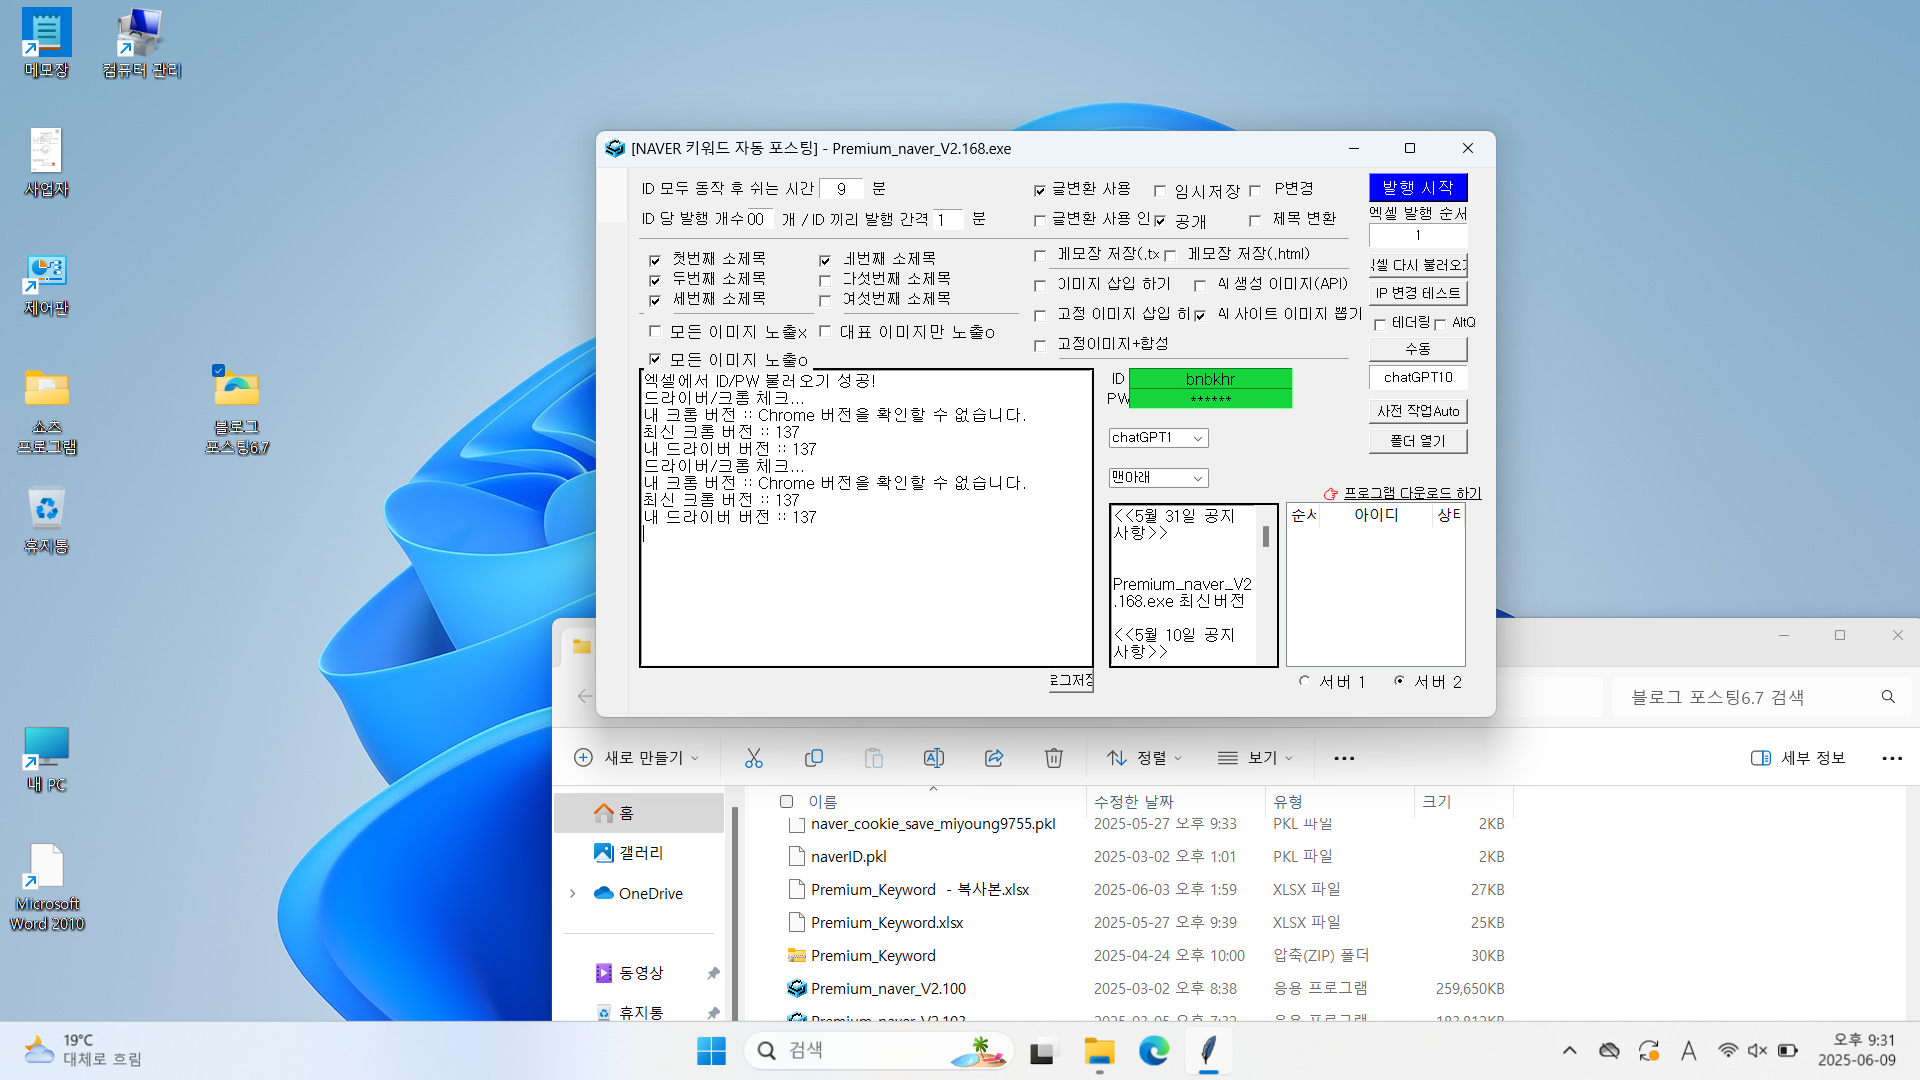 메모장
컴퓨터 관리
사업자
제어판
쇼츠
프로그램
블로그
포스팅6.7
휴지통
내 PC
Microsoft
Word 2010
[NAVER 키워드 자동 포스팅] - Premium_naver_V2.168.exe
ID 모두 동작 후 쉬는 시간 9 분
ID 당 발행 개수 00 개 / ID 끼리 발행 간격 1 분
글변환 사용 임시저장 P변경
글변환 사용 인 공개 제목 변환
첫번째 소제목
두번째 소제목
세번째 소제목
네번째 소제목
다섯번째 소제목
여섯번째 소제목
모든 이미지 노출x 대표 이미지만 노출o
모든 이미지 노출o
메모장 저장(.tx 메모장 저장(.html)
이미지 삽입 하기 AI 생성 이미지(API)
고정 이미지 삽입 하 AI 사이트 이미지 뽑기
고정이미지+합성
발행 시작
엑셀 발행 순서
1
엑셀 다시 불러오기
IP 변경 테스트
테더링 AltQ
수동
chatGPT10
사전 작업Auto
폴더 열기
엑셀에서 ID/PW 불러오기 성공!
드라이버/크롬 체크...
내 크롬 버전 :: Chrome 버전을 확인할 수 없습니다.
최신 크롬 버전 :: 137
내 드라이버 버전 :: 137
드라이버/크롬 체크...
내 크롬 버전 :: Chrome 버전을 확인할 수 없습니다.
최신 크롬 버전 :: 137
내 드라이버 버전 :: 137
로그저장
ID bnbkhr
PW ******
chatGPT1
맨아래
프로그램 다운로드 하기
<<5월 31일 공지
사항>>
Premium_naver_V2
.168.exe 최신버전
<<5월 10일 공지
사항>>
순서 아이디 상태
서버 1 서버 2
블로그 포스팅6.7 검색
새로 만들기 정렬 보기 세부 정보
홈
갤러리
OneDrive
동영상
휴지통
이름 수정한 날짜 유형 크기
naver_cookie_save_miyoung9755.pkl 2025-05-27 오후 9:33 PKL 파일 2KB
naverID.pkl 2025-03-02 오후 1:01 PKL 파일 2KB
Premium_Keyword - 복사본.xlsx 2025-06-03 오후 1:59 XLSX 파일 27KB
Premium_Keyword.xlsx 2025-05-27 오후 9:39 XLSX 파일 25KB
Premium_Keyword 2025-04-24 오후 10:00 압축(ZIP) 폴더 30KB
Premium_naver_V2.100 2025-03-02 오후 8:38 응용 프로그램 259,650KB
Premium_naver_V2.103 2025-03-05 오후 7:32 응용 프로그램 183,812KB
19°C
대체로 흐림
검색
A
오후 9:31
2025-06-09